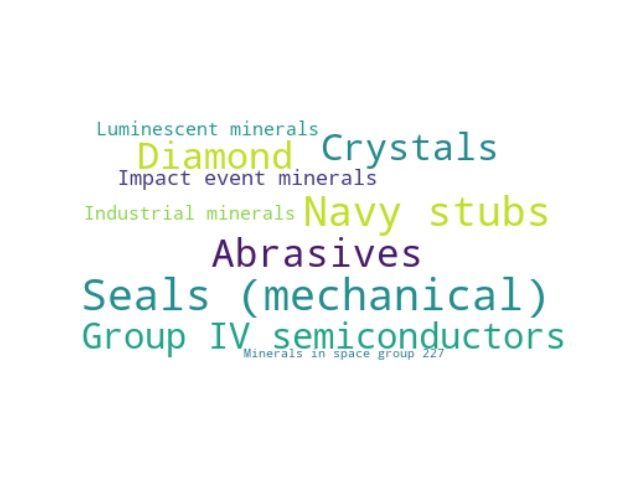 Luminescent minerals
Diamond
Crystals
Impact event minerals
Industrial minerals
Navy stubs
Abrasives
Seals (mechanical)
Group IV semiconductors
Minerals in space group 227